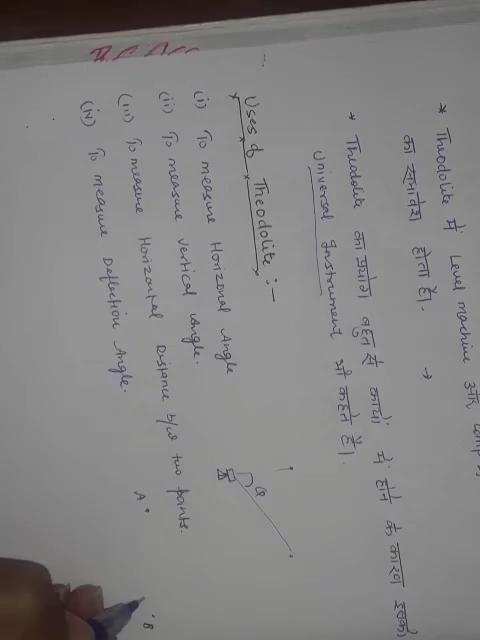 * Theodolite में Level machine और
का समावेश होता है। →
* Theodolite का प्रयोग बहुत से कार्यो में होने के कारण इसको
Universal Instrument भी कहते हैं।
Uses of Theodolite :-
(i) To measure Horizonal Angle
(ii) To measure Vertical Angle.
(iii) To measure Horizontal Distance b/w two points.
(iv) To measure Deflection Angle.
θ
A
B